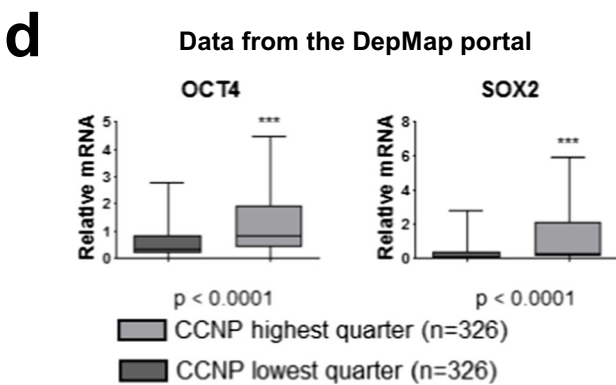 d
Data from the DepMap portal
OCT4
SOX2
Relative mRNA
5
4
3
2
1
0
***
p < 0.0001
Relative mRNA
8
6
4
2
0
***
p < 0.0001
CCNP highest quarter (n=326)
CCNP lowest quarter (n=326)